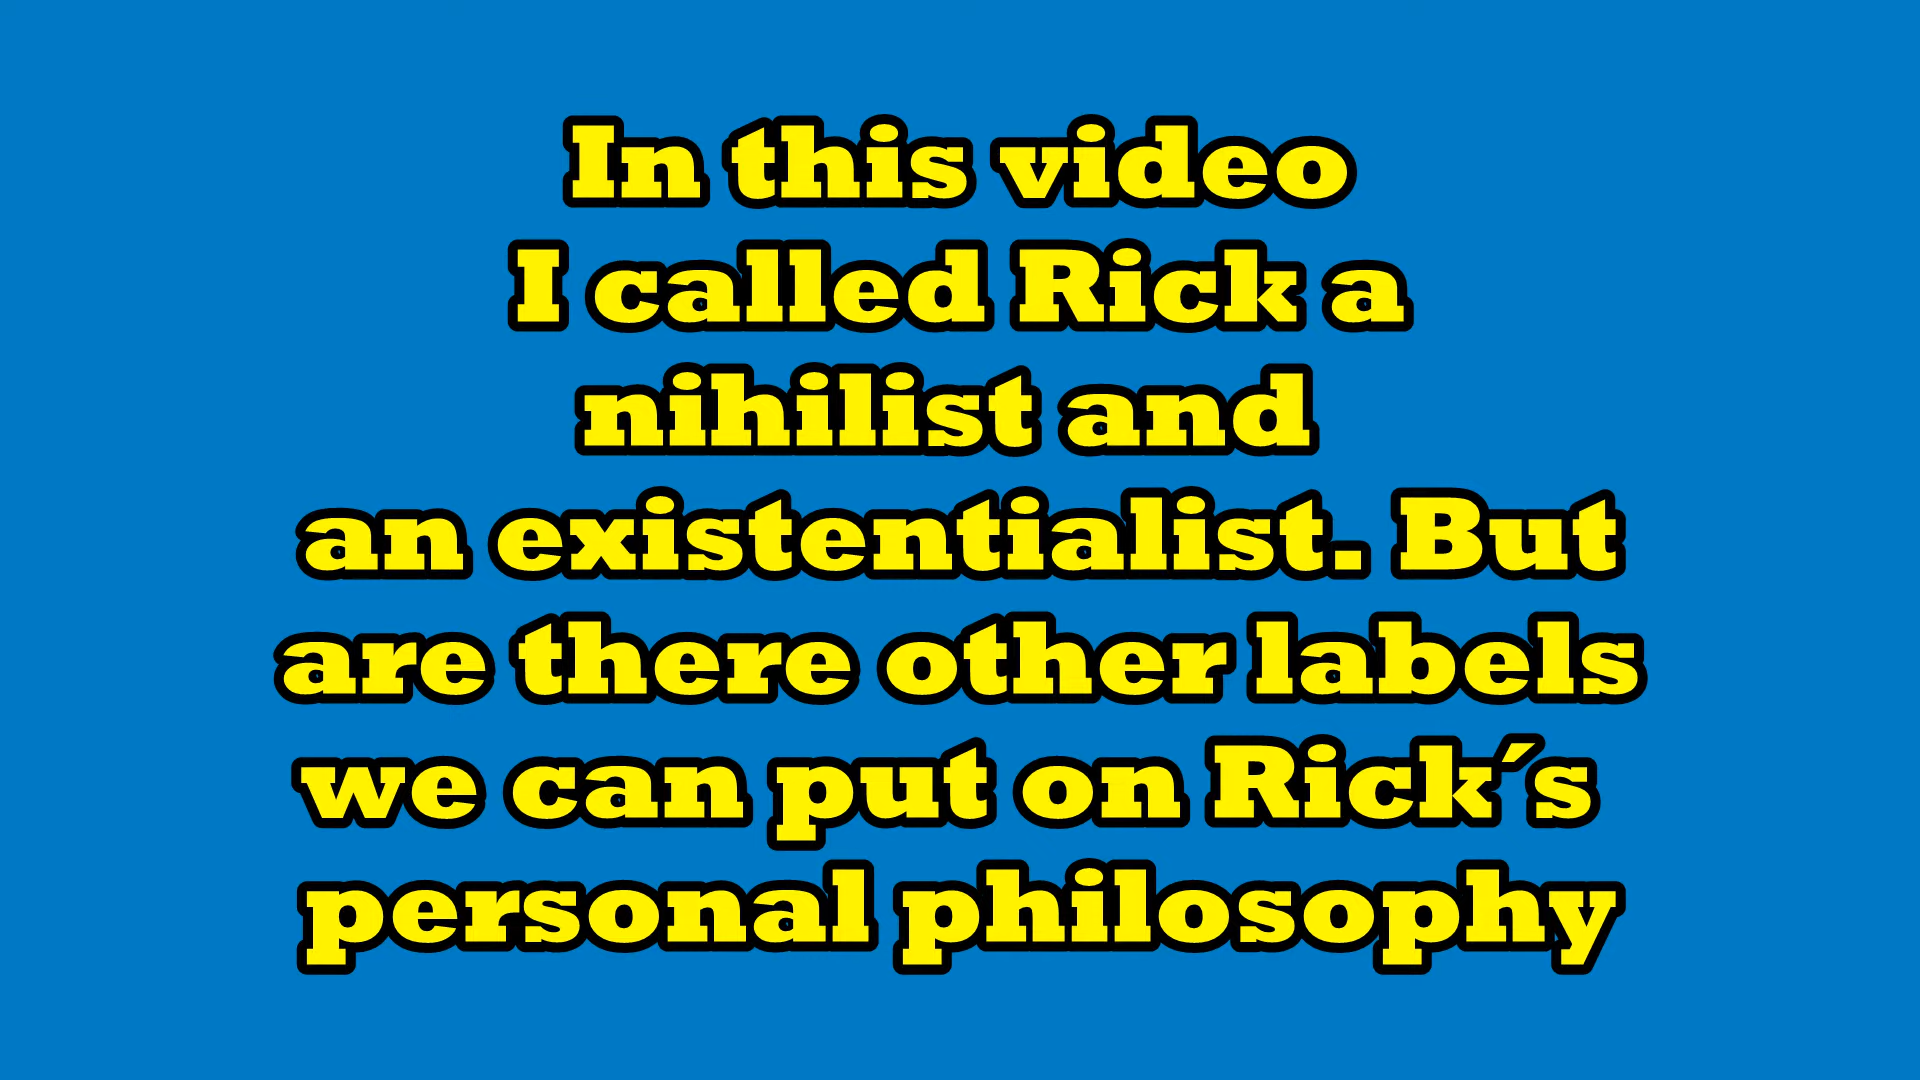 In this video
I called Rick a
nihilist and
an existentialist. But
are there other labels
we can put on Rick´s
personal philosophy